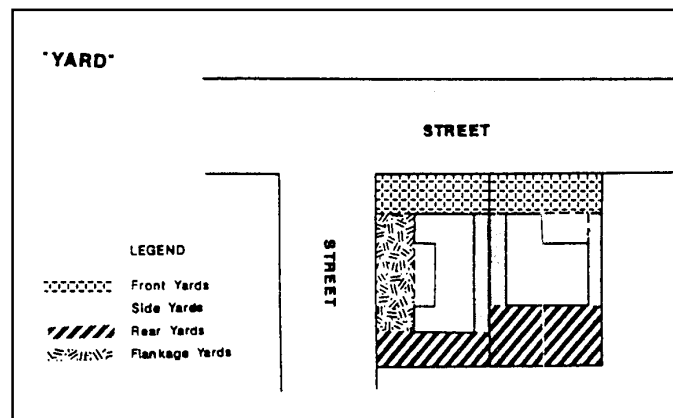 "YARD"
STREET
STREET
LEGEND
Front Yards
Side Yards
Rear Yards
Flankage Yards